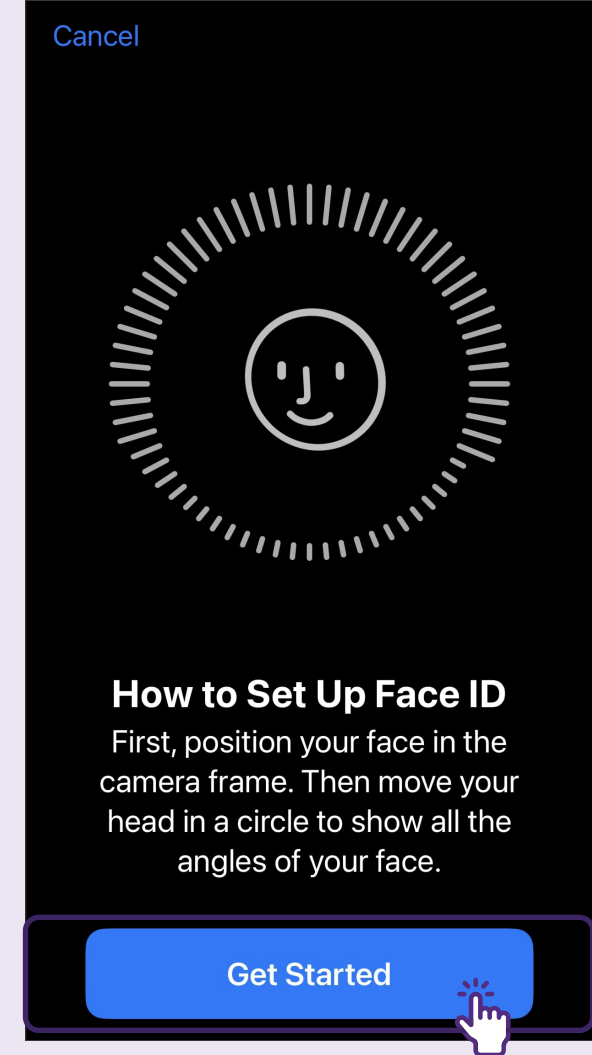 Cancel
How to Set Up Face ID
First, position your face in the
camera frame. Then move your
head in a circle to show all the
angles of your face.
Get Started